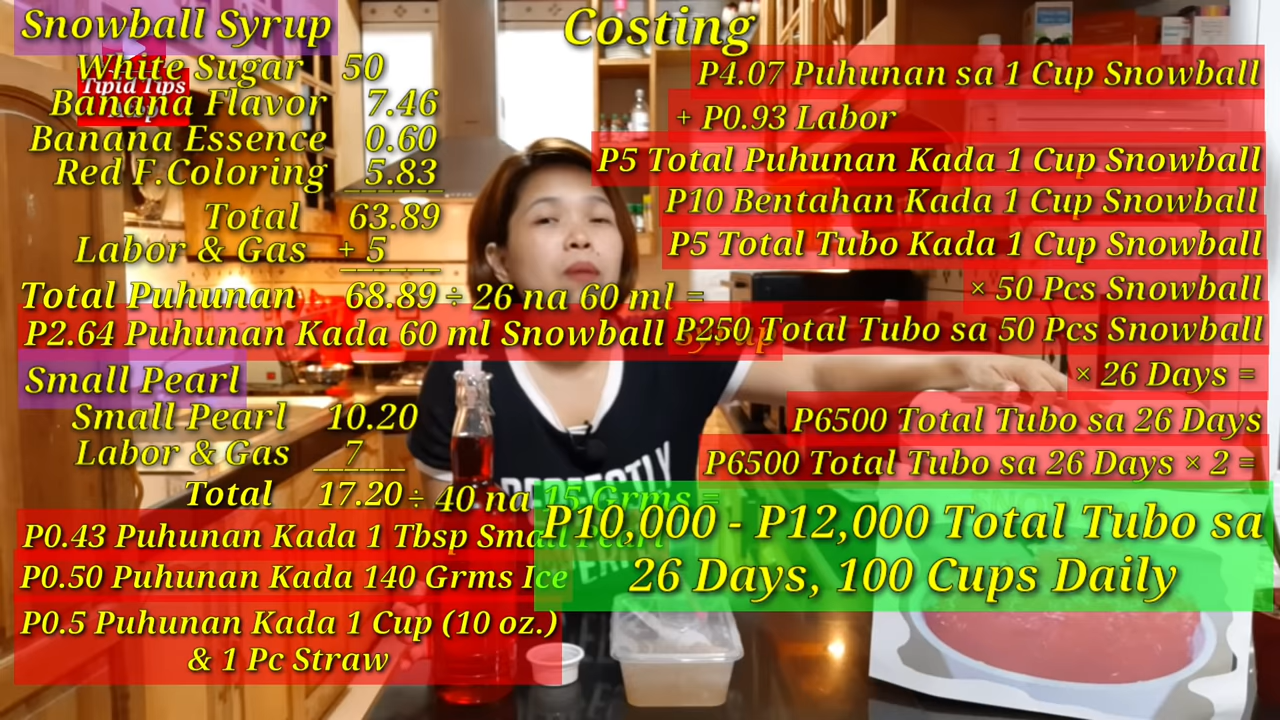 Snowball Syrup
White Sugar 50
Tipid Tips
Banana Flavor 7.46
Banana Essence 0.60
Red F.Coloring 5.83
Total 63.89
Labor & Gas + 5
Total Puhunan 68.89 ÷ 26 na 60 ml =
P2.64 Puhunan Kada 60 ml Snowball Syrup
Small Pearl
Small Pearl 10.20
Labor & Gas 7
Total 17.20 ÷ 40 na 15 Grms =
P0.43 Puhunan Kada 1 Tbsp Small Pearl
P0.50 Puhunan Kada 140 Grms Ice
P0.5 Puhunan Kada 1 Cup (10 oz.)
& 1 Pc Straw
Costing
P4.07 Puhunan sa 1 Cup Snowball
+ P0.93 Labor
P5 Total Puhunan Kada 1 Cup Snowball
P10 Bentahan Kada 1 Cup Snowball
P5 Total Tubo Kada 1 Cup Snowball
× 50 Pcs Snowball
P250 Total Tubo sa 50 Pcs Snowball
× 26 Days =
P6500 Total Tubo sa 26 Days
P6500 Total Tubo sa 26 Days × 2 =
P10,000 - P12,000 Total Tubo sa
26 Days, 100 Cups Daily
PERFECTLY